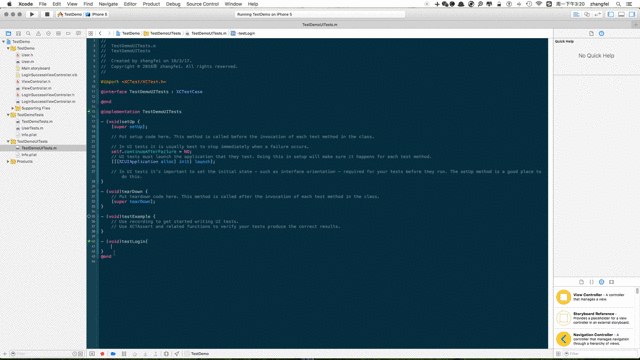 Xcode File Edit View Find Navigate Editor Product Debug Source Control Window Help
周一下午3:20 zhangfei
TestDemo iPhone 6
Running TestDemo on iPhone 6
TestDemoUITests.m
TestDemo TestDemoUITests TestDemoUITests.m -testLogin
TestDemo
TestDemo
User.h
User.m
Main.storyboard
LoginSuccessViewController.xib
ViewController.h
ViewController.m
LoginSuccessViewController.h
LoginSuccessViewController.m
Supporting Files
TestDemoTests
TestDemoTests.m
UserTests.m
Info.plist
TestDemoUITests
TestDemoUITests.m
Info.plist
Products
//
// TestDemoUITests.m
// TestDemoUITests
//
// Created by zhangfei on
// Copyright © zhangfei. All rights reserved.
//
#import <XCTest/XCTest.h>
@interface TestDemoUITests : XCTestCase
@end
@implementation TestDemoUITests
- (void)setUp {
[super setUp];
// Put setup code here. This method is called before the invocation of each test method in the class.
// In UI tests it is usually best to stop immediately when a failure occurs.
self.continueAfterFailure = NO;
// UI tests must launch the application that they test. Doing this in setup will make sure it happens for each test method.
[[[XCUIApplication alloc] init] launch];
// In UI tests it's important to set the initial state - such as interface orientation - required for your tests before they run. The setUp method is a good place to
do this.
}
- (void)tearDown {
// Put teardown code here. This method is called after the invocation of each test method in the class.
[super tearDown];
}
- (void)testExample {
// Use recording to get started writing UI tests.
// Use XCTAssert and related functions to verify your tests produce the correct results.
}
- (void)testLogin{
}
@end
Quick Help
No Quick Help
View Controller - A controller that manages a view.
Storyboard Reference - Provides a placeholder for a view controller in an external storyboard.
Navigation Controller - A controller that manages navigation through a hierarchy of views.
Filter
TestDemo
Filter